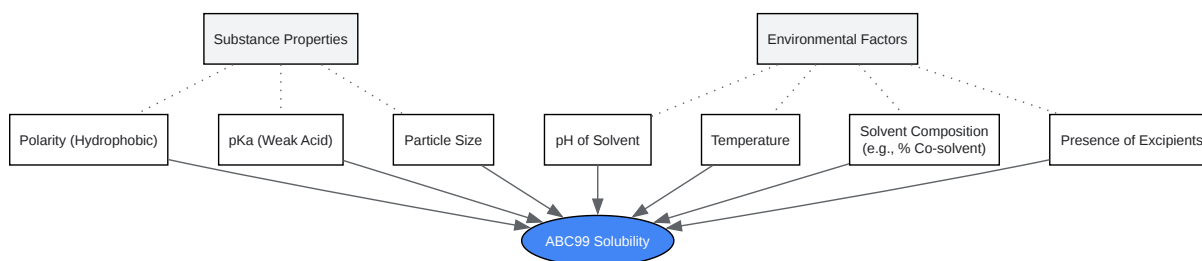 Substance Properties
Environmental Factors
Polarity (Hydrophobic)
pKa (Weak Acid)
Particle Size
pH of Solvent
Temperature
Solvent Composition
(e.g., % Co-solvent)
Presence of Excipients
ABC99 Solubility